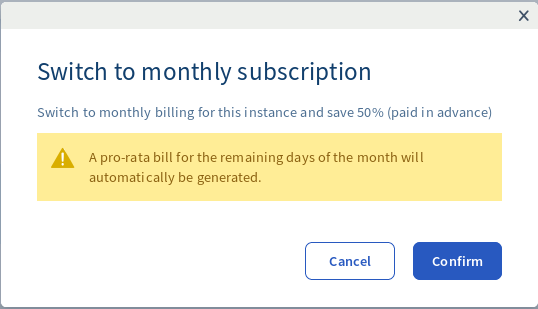 Switch to monthly subscription
Switch to monthly billing for this instance and save 50% (paid in advance)
A pro-rata bill for the remaining days of the month will
automatically be generated.
Cancel
Confirm